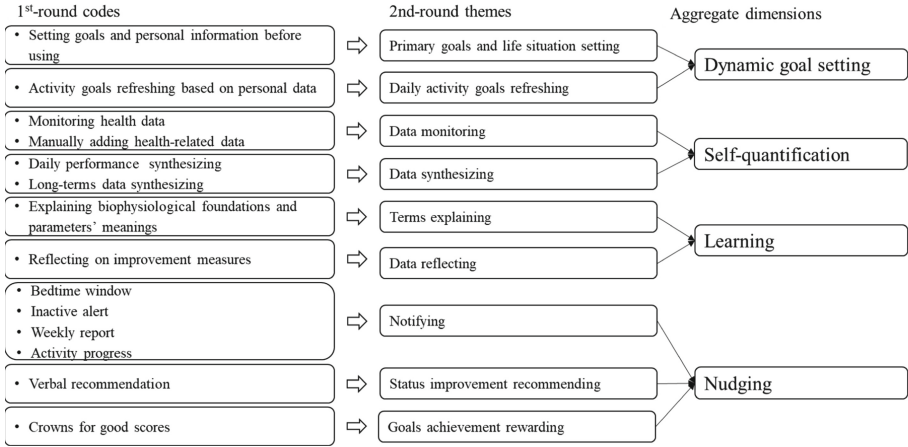 1st-round codes
2nd-round themes
Aggregate dimensions
• Setting goals and personal information before
using
Primary goals and life situation setting
Dynamic goal setting
• Activity goals refreshing based on personal data
Daily activity goals refreshing
• Monitoring health data
• Manually adding health-related data
Data monitoring
Self-quantification
• Daily performance synthesizing
• Long-terms data synthesizing
Data synthesizing
• Explaining biophysiological foundations and
parameters' meanings
Terms explaining
Learning
• Reflecting on improvement measures
Data reflecting
• Bedtime window
• Inactive alert
• Weekly report
• Activity progress
Notifying
Nudging
• Verbal recommendation
Status improvement recommending
• Crowns for good scores
Goals achievement rewarding